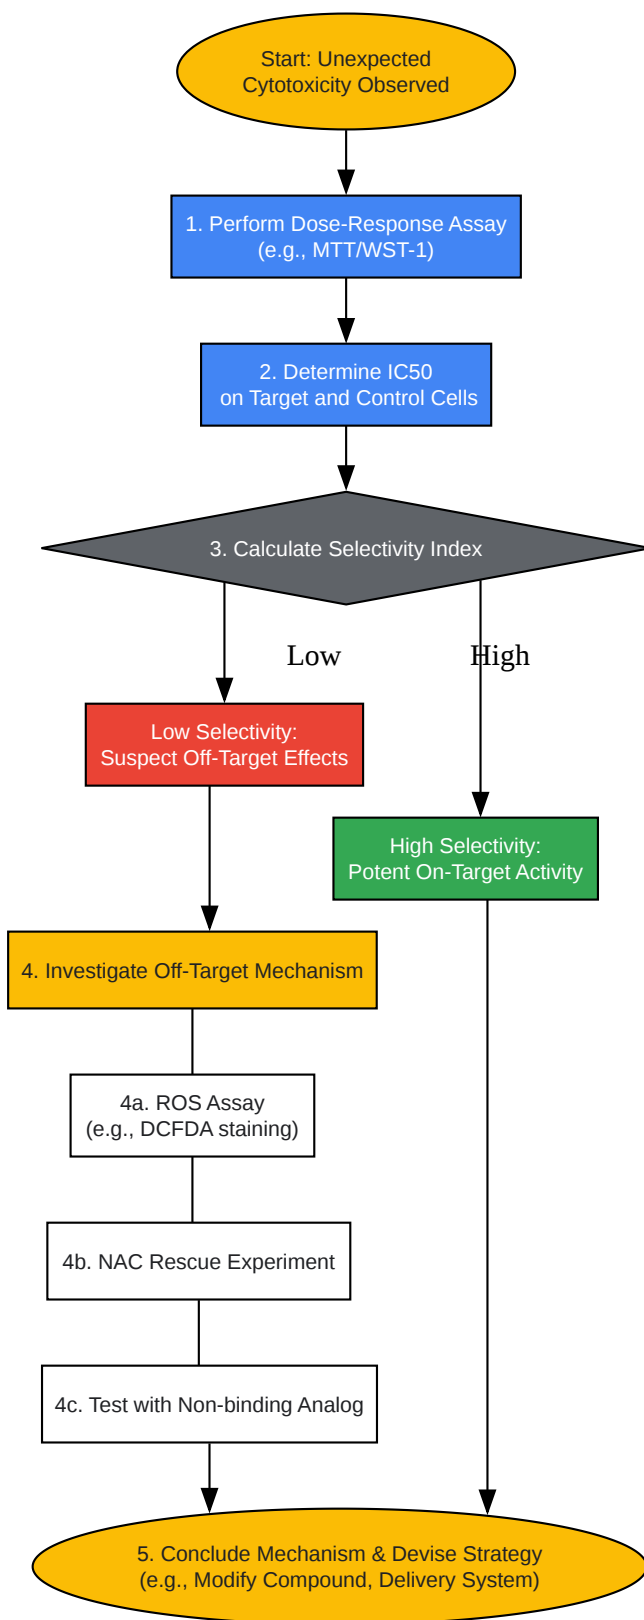 Start: Unexpected
Cytotoxicity Observed
1. Perform Dose-Response Assay
(e.g., MTT/WST-1)
2. Determine IC50
on Target and Control Cells
3. Calculate Selectivity Index
Low
High
Low Selectivity:
Suspect Off-Target Effects
High Selectivity:
Potent On-Target Activity
4. Investigate Off-Target Mechanism
4a. ROS Assay
(e.g., DCFDA staining)
4b. NAC Rescue Experiment
4c. Test with Non-binding Analog
5. Conclude Mechanism & Devise Strategy
(e.g., Modify Compound, Delivery System)